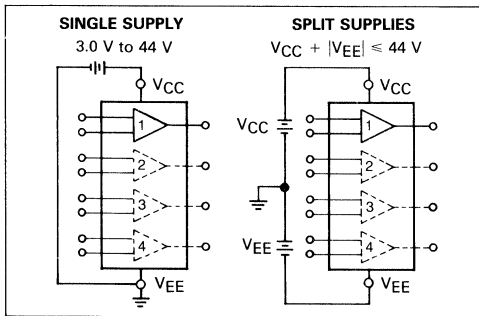 SINGLE SUPPLY
3.0 V to 44 V
VCC
1
2
3
4
VEE
SPLIT SUPPLIES
VCC + |VEE| ≤ 44 V
VCC
VCC
1
2
3
4
VEE
VEE